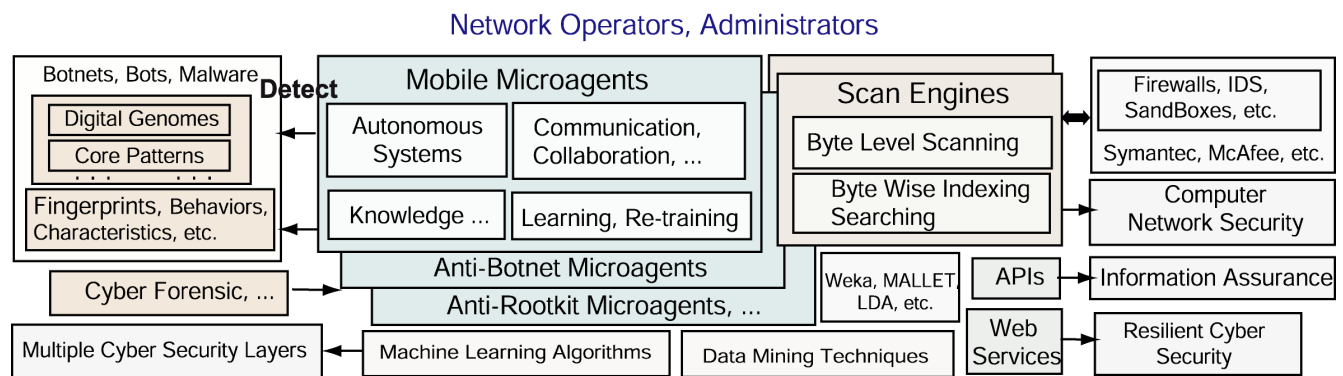 Network Operators, Administrators
Botnets, Bots, Malware
Digital Genomes
Core Patterns
. . . . . .
Fingerprints, Behaviors,
Characteristics, etc.
Cyber Forensic, ...
Multiple Cyber Security Layers
Detect
Mobile Microagents
Autonomous
Systems
Communication,
Collaboration, ...
Knowledge ...
Learning, Re-training
Anti-Botnet Microagents
Anti-Rootkit Microagents, ...
Machine Learning Algorithms
Data Mining Techniques
Scan Engines
Byte Level Scanning
Byte Wise Indexing
Searching
Weka, MALLET,
LDA, etc.
APIs
Web
Services
Firewalls, IDS,
SandBoxes, etc.
Symantec, McAfee, etc.
Computer
Network Security
Information Assurance
Resilient Cyber
Security